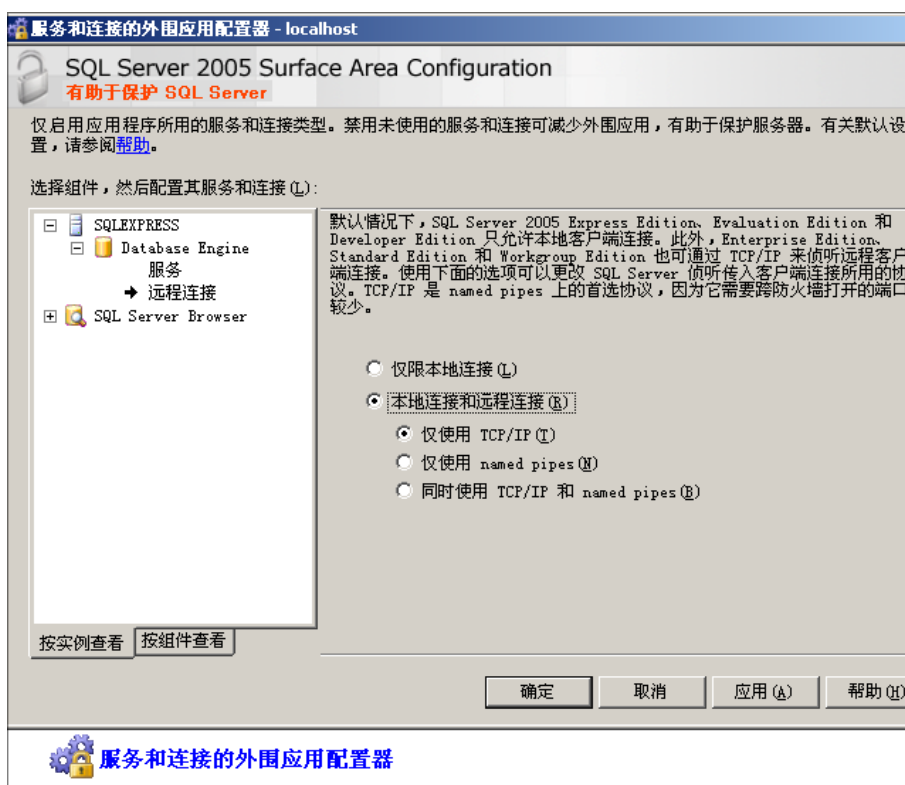 服务和连接的外围应用配置器 - localhost
SQL Server 2005 Surface Area Configuration
有助于保护 SQL Server
仅启用应用程序所用的服务和连接类型。禁用未使用的服务和连接可减少外围应用，有助于保护服务器。有关默认设
置，请参阅帮助。
选择组件，然后配置其服务和连接(L):
SQLEXPRESS
Database Engine
服务
远程连接
SQL Server Browser
默认情况下，SQL Server 2005 Express Edition、Evaluation Edition 和
Developer Edition 只允许本地客户端连接。此外，Enterprise Edition、
Standard Edition 和 Workgroup Edition 也可通过 TCP/IP 来侦听远程客户
端连接。使用下面的选项可以更改 SQL Server 侦听传入客户端连接所用的协
议。TCP/IP 是 named pipes 上的首选协议，因为它需要跨防火墙打开的端口
较少。
仅限本地连接(L)
本地连接和远程连接(R)
仅使用 TCP/IP(T)
仅使用 named pipes(N)
同时使用 TCP/IP 和 named pipes(B)
按实例查看 按组件查看
确定 取消 应用(A) 帮助(H)
服务和连接的外围应用配置器